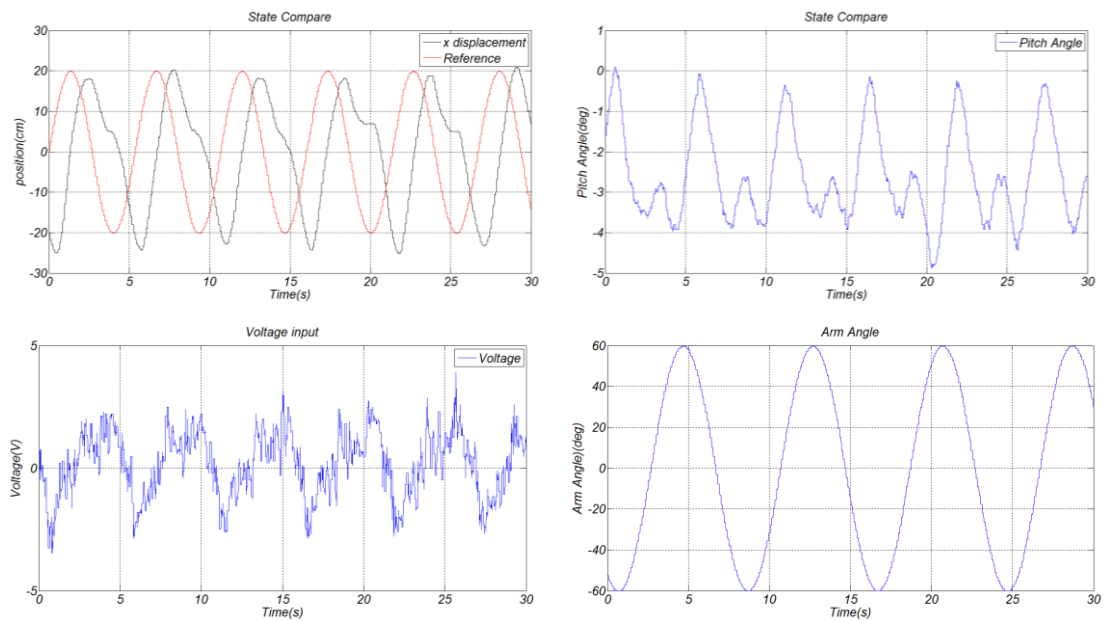 State Compare
30
20
10
0
-10
-20
-30
position(cm)
x displacement
Reference
0 5 10 15 20 25 30
Time(s)
State Compare
1
0
-1
-2
-3
-4
-5
Pitch Angle(deg)
Pitch Angle
0 5 10 15 20 25 30
Time(s)
Voltage input
5
0
-5
Voltage(V)
Voltage
0 5 10 15 20 25 30
Time(s)
Arm Angle
60
40
20
0
-20
-40
-60
Arm Angle)(deg)
0 5 10 15 20 25 30
Time(s)